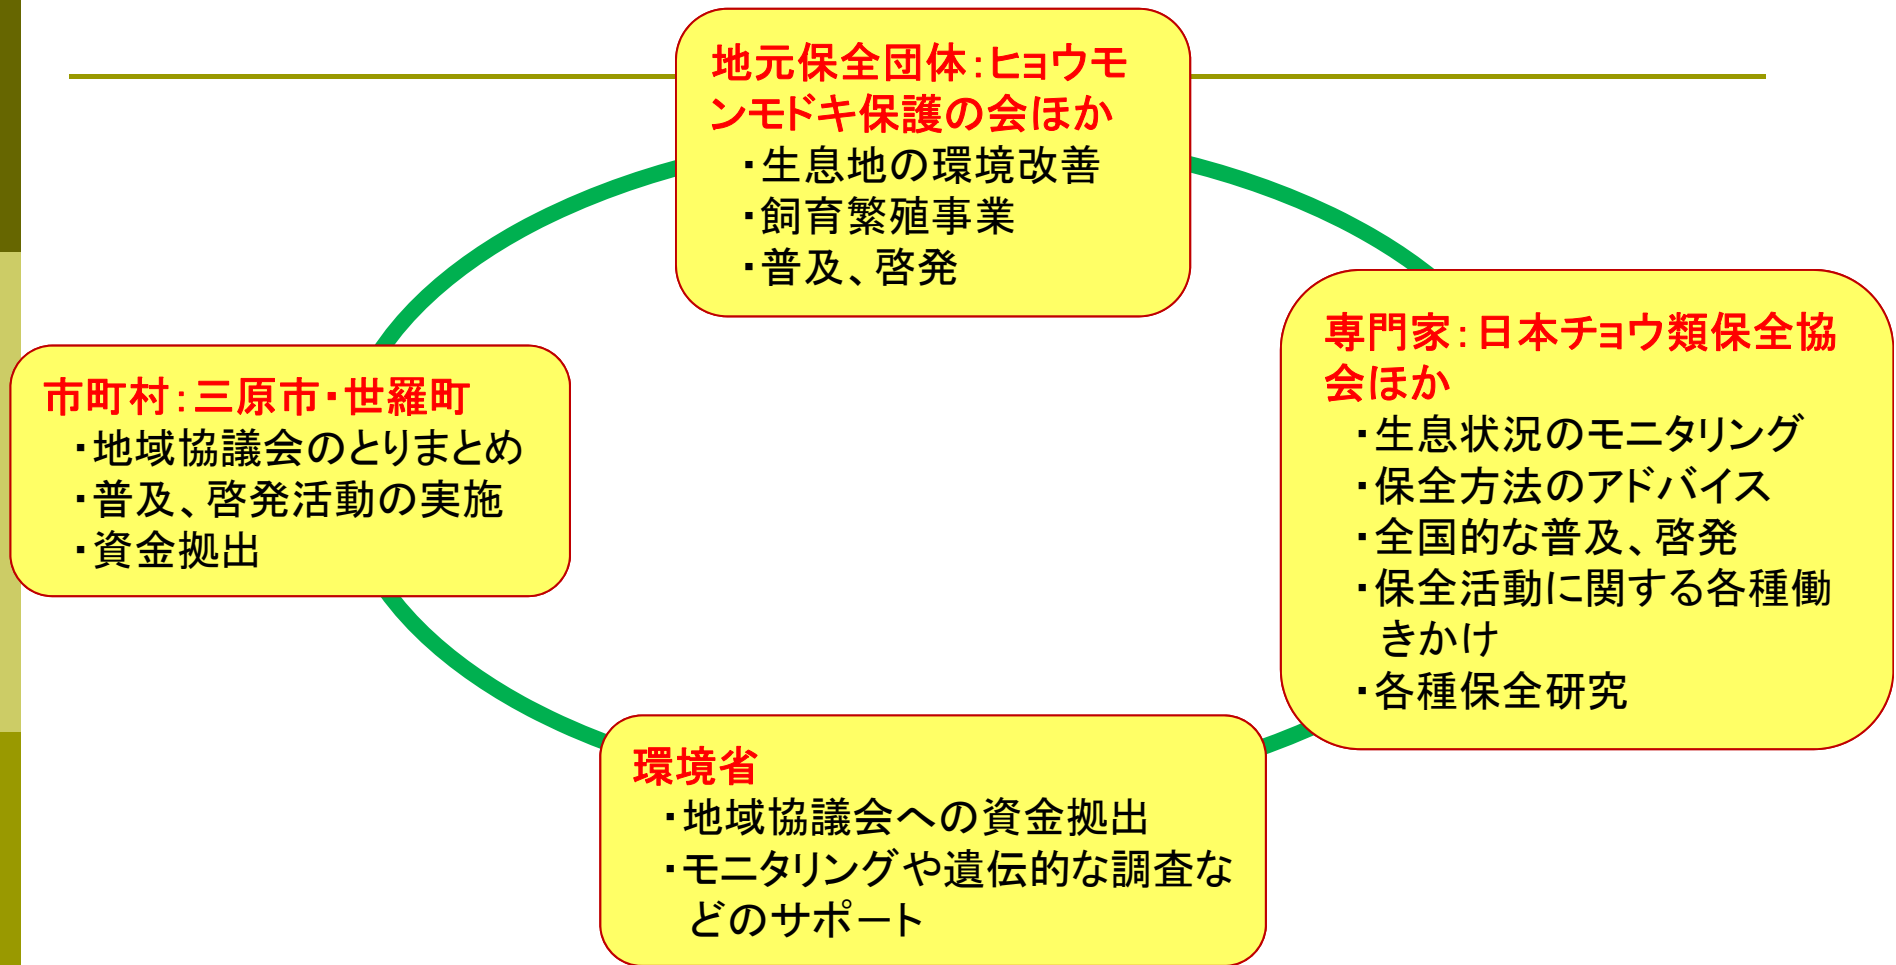 地元保全団体：ヒョウモ
ンモドキ保護の会ほか
・生息地の環境改善
・飼育繁殖事業
・普及、啓発
市町村：三原市・世羅町
・地域協議会のとりまとめ
・普及、啓発活動の実施
・資金拠出
専門家：日本チョウ類保全協
会ほか
・生息状況のモニタリング
・保全方法のアドバイス
・全国的な普及、啓発
・保全活動に関する各種働
きかけ
・各種保全研究
環境省
・地域協議会への資金拠出
・モニタリングや遺伝的な調査な
どのサポート